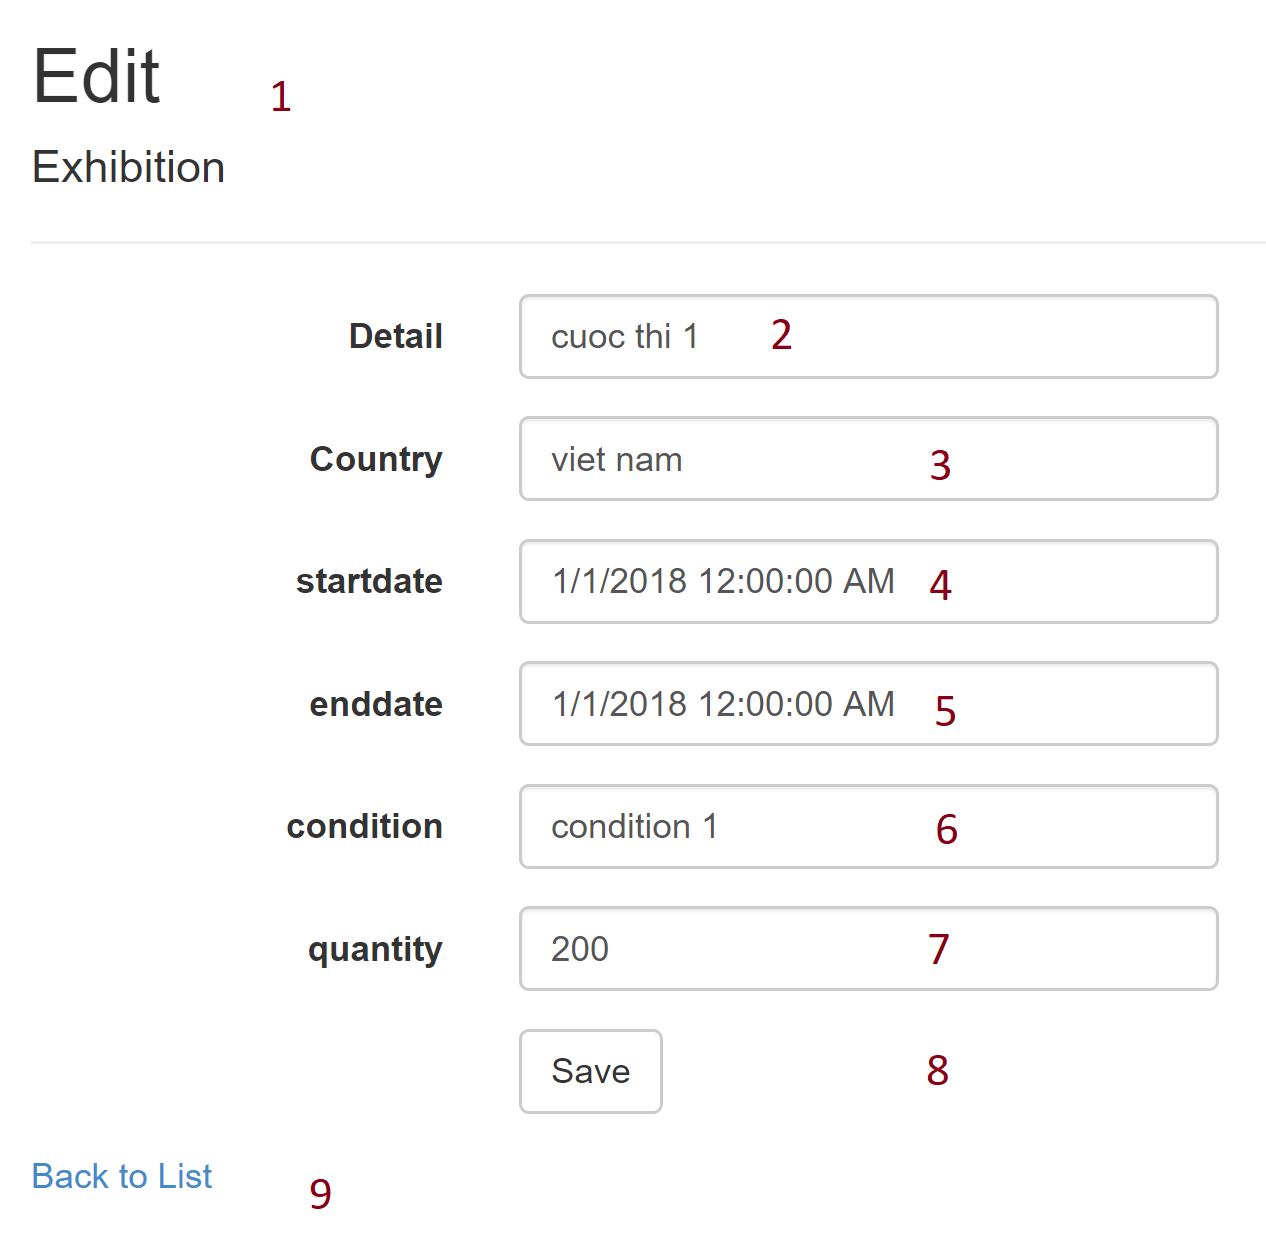 Edit 1
Exhibition
Detail cuoc thi 1 2
Country viet nam 3
startdate 1/1/2018 12:00:00 AM 4
enddate 1/1/2018 12:00:00 AM 5
condition condition 1 6
quantity 200 7
Save 8
Back to List 9